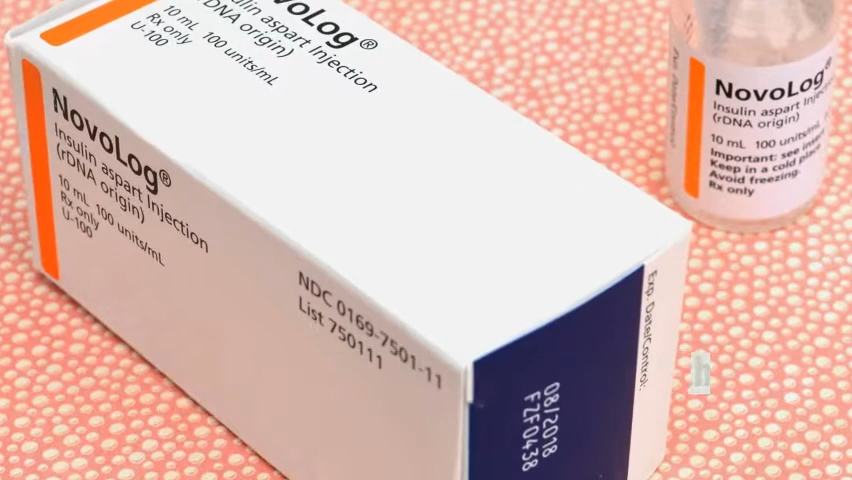 NovoLog®
Insulin aspart Injection
(rDNA origin)
10 mL 100 units/mL
Rx only
U-100
NovoLog®
Insulin aspart Injection
(rDNA origin)
10 mL 100 units/mL
Rx only
U-100
NDC 0169-7501-11
List 750111
Exp. Date/Control:
08/2018
FZF0438
NovoLog®
Insulin aspart
(rDNA origin)
10 mL 100 units/mL
Important: see insert
Keep in a cold place
Avoid freezing.
Rx only
h